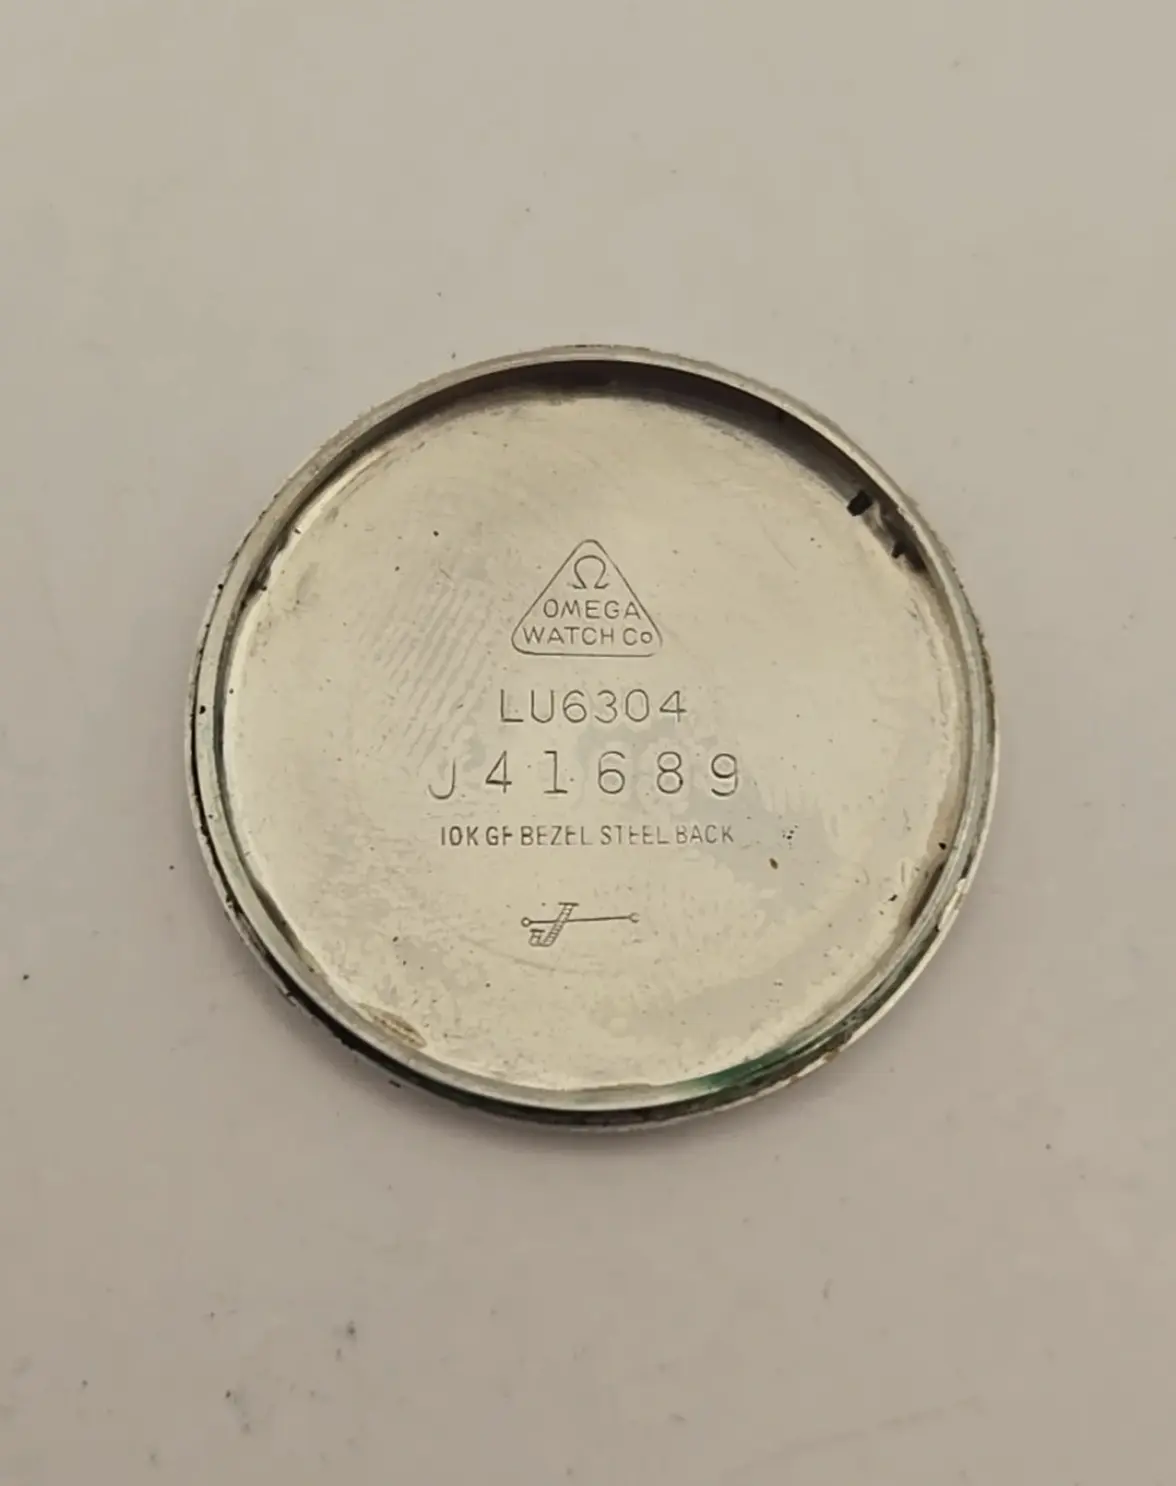 Ω
OMEGA
WATCH Co
LU6304
J41689
10K GF BEZEL STEEL BACK